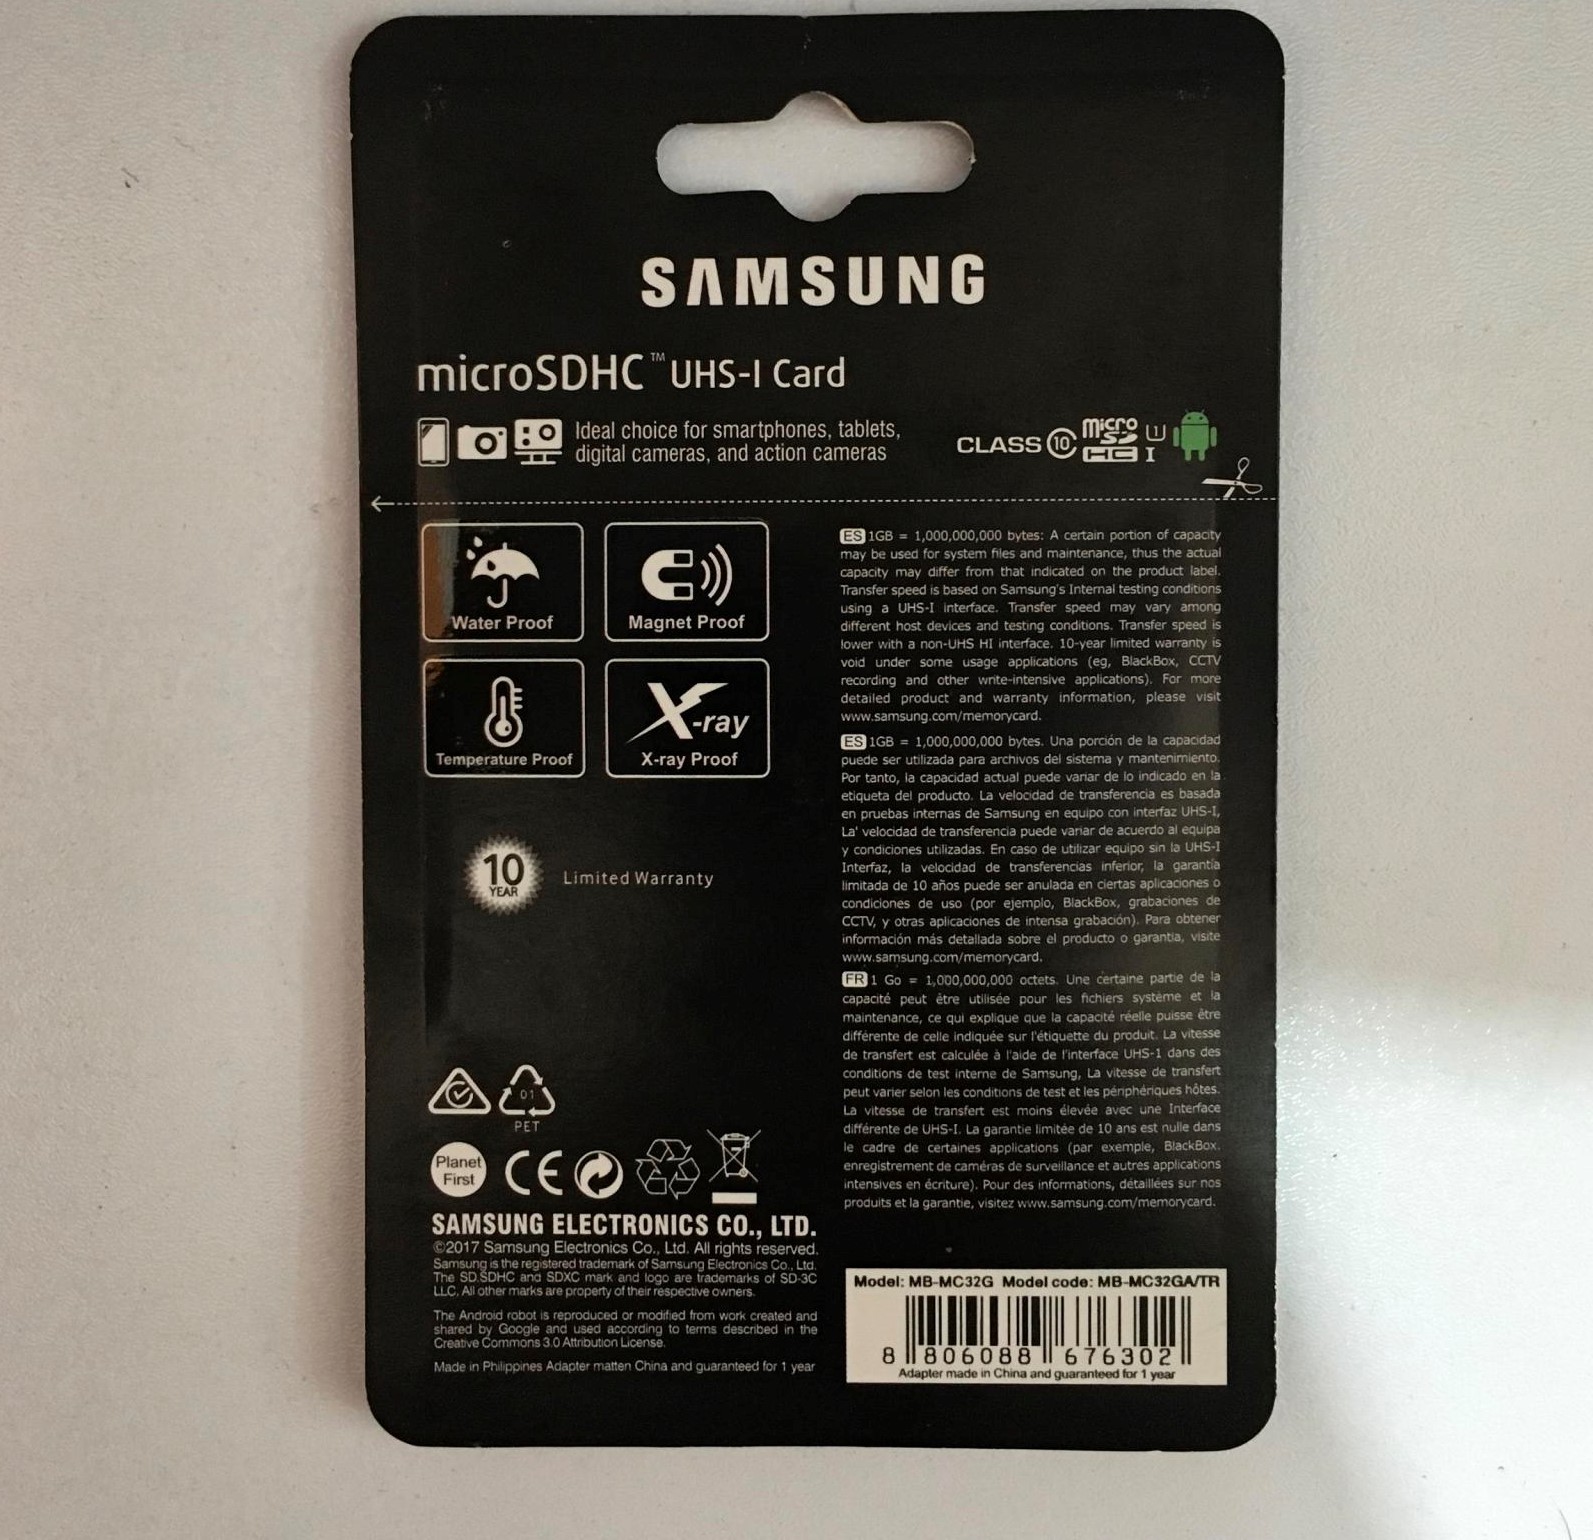 SAMSUNG
microSDHC™ UHS-I Card
Ideal choice for smartphones, tablets,
digital cameras, and action cameras
CLASS 10 micro SD HC I 1
Water Proof
Magnet Proof
Temperature Proof
X-ray
X-ray Proof
10
YEAR
Limited Warranty
ES 1GB = 1,000,000,000 bytes: A certain portion of capacity
may be used for system files and maintenance, thus the actual
capacity may differ from that indicated on the product label.
Transfer speed is based on Samsung's Internal testing conditions
using a UHS-I interface. Transfer speed may vary among
different host devices and testing conditions. Transfer speed is
lower with a non-UHS HI interface. 10-year limited warranty is
void under some usage applications (eg, BlackBox, CCTV
recording and other write-intensive applications). For more
detailed product and warranty information, please visit
www.samsung.com/memorycard.
ES 1GB = 1,000,000,000 bytes. Una porción de la capacidad
puede ser utilizada para archivos del sistema y mantenimiento.
Por tanto, la capacidad actual puede variar de lo indicado en la
etiqueta del producto. La velocidad de transferencia es basada
en pruebas internas de Samsung en equipo con interfaz UHS-I,
La' velocidad de transferencia puede variar de acuerdo al equipa
y condiciones utilizadas. En caso de utilizar equipo sin la UHS-I
Interfaz, la velocidad de transferencias inferior, la garantía
limitada de 10 años puede ser anulada en ciertas aplicaciones o
condiciones de uso (por ejemplo, BlackBox, grabaciones de
CCTV, y otras aplicaciones de intensa grabación). Para obtener
información más detallada sobre el producto o garantia, visite
www.samsung.com/memorycard.
FR 1 Go = 1,000,000,000 octets. Une certaine partie de la
capacité peut être utilisée pour les fichiers système et la
maintenance, ce qui explique que la capacité réelle puisse être
différente de celle indiquée sur l'étiquette du produit. La vitesse
de transfert est calculée à l'aide de l'interface UHS-1 dans des
conditions de test interne de Samsung, La vitesse de transfert
peut varier selon les conditions de test et les périphériques hôtes.
La vitesse de transfert est moins élevée avec une Interface
différente de UHS-I. La garantie limitée de 10 ans est nulle dans
le cadre de certaines applications (par exemple, BlackBox.
enregistrement de caméras de surveillance et autres applications
intensives en écriture). Pour des informations, détaillées sur nos
produits et la garantie, visitez www.samsung.com/memorycard.
01
PET
Planet
First
CE
SAMSUNG ELECTRONICS CO., LTD.
©2017 Samsung Electronics Co., Ltd. All rights reserved.
Samsung is the registered trademark of Samsung Electronics Co., Ltd.
The SD.SDHC and SDXC mark and logo are trademarks of SD-3C
LLC, All other marks are property of their respective owners.
The Android robot is reproduced or modified from work created and
shared by Google and used according to terms described in the
Creative Commons 3.0 Attribution License.
Made in Philippines Adapter matten China and guaranteed for 1 year
Model: MB-MC32G Model code: MB-MC32GA/TR
8 806088 676302
Adapter made in China and guaranteed for 1 year